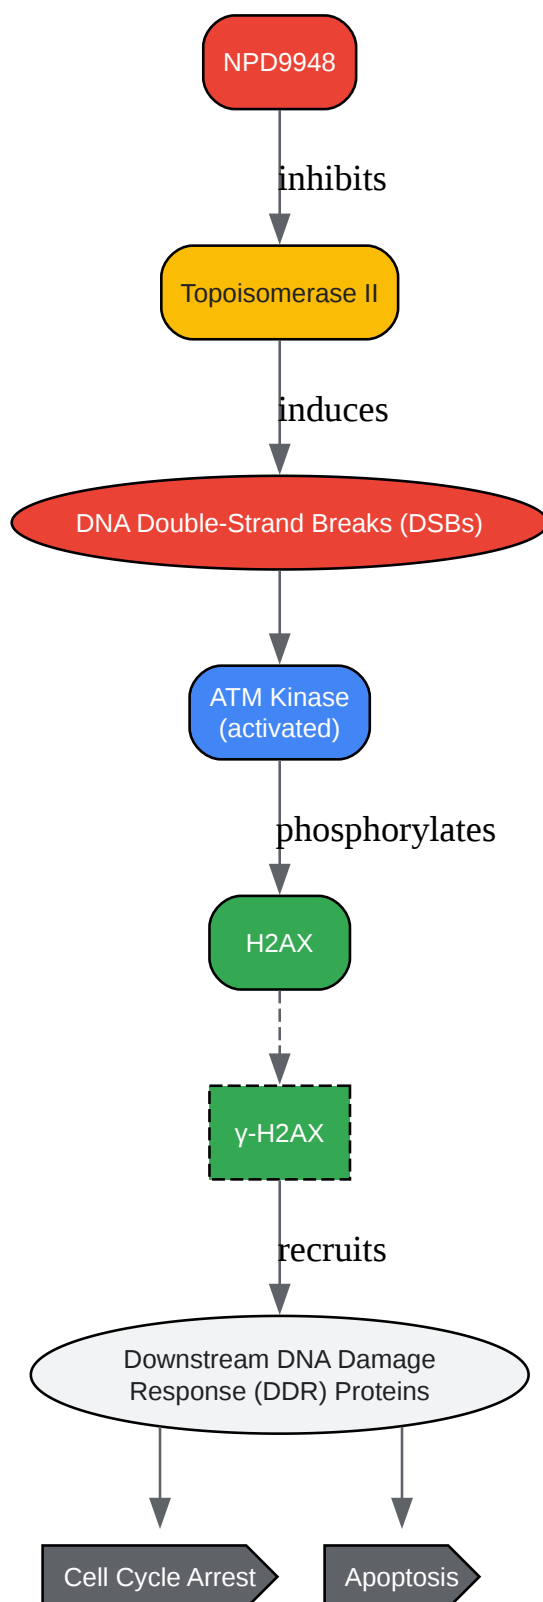 NPD9948
inhibits
Topoisomerase II
induces
DNA Double-Strand Breaks (DSBs)
ATM Kinase
(activated)
phosphorylates
H2AX
γ-H2AX
recruits
Downstream DNA Damage
Response (DDR) Proteins
Cell Cycle Arrest
Apoptosis